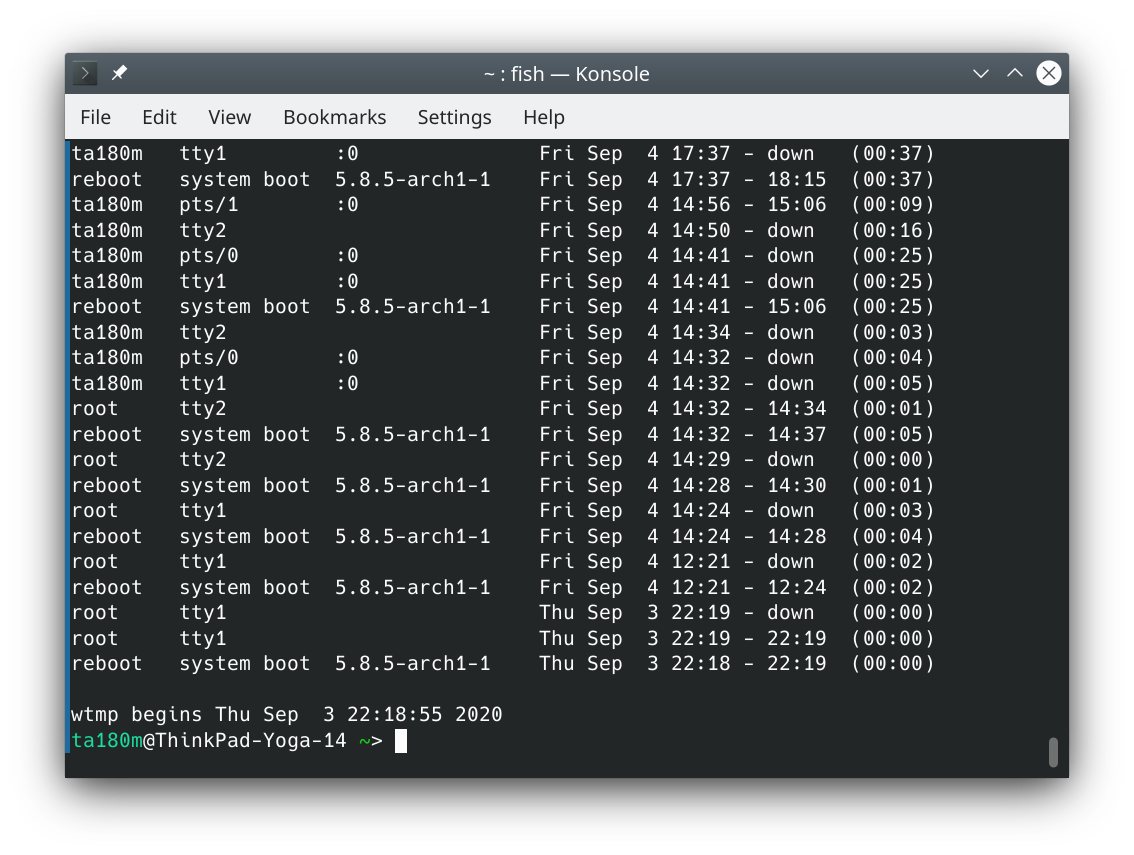 ~ : fish — Konsole
File Edit View Bookmarks Settings Help
ta180m   tty1         :0               Fri Sep  4 17:37 - down   (00:37)
reboot   system boot  5.8.5-arch1-1    Fri Sep  4 17:37 - 18:15  (00:37)
ta180m   pts/1        :0               Fri Sep  4 14:56 - 15:06  (00:09)
ta180m   tty2                          Fri Sep  4 14:50 - down   (00:16)
ta180m   pts/0        :0               Fri Sep  4 14:41 - down   (00:25)
ta180m   tty1         :0               Fri Sep  4 14:41 - down   (00:25)
reboot   system boot  5.8.5-arch1-1    Fri Sep  4 14:41 - 15:06  (00:25)
ta180m   tty2                          Fri Sep  4 14:34 - down   (00:03)
ta180m   pts/0        :0               Fri Sep  4 14:32 - down   (00:04)
ta180m   tty1         :0               Fri Sep  4 14:32 - down   (00:05)
root     tty2                          Fri Sep  4 14:32 - 14:34  (00:01)
reboot   system boot  5.8.5-arch1-1    Fri Sep  4 14:32 - 14:37  (00:05)
root     tty2                          Fri Sep  4 14:29 - down   (00:00)
reboot   system boot  5.8.5-arch1-1    Fri Sep  4 14:28 - 14:30  (00:01)
root     tty1                          Fri Sep  4 14:24 - down   (00:03)
reboot   system boot  5.8.5-arch1-1    Fri Sep  4 14:24 - 14:28  (00:04)
root     tty1                          Fri Sep  4 12:21 - down   (00:02)
reboot   system boot  5.8.5-arch1-1    Fri Sep  4 12:21 - 12:24  (00:02)
root     tty1                          Thu Sep  3 22:19 - down   (00:00)
root     tty1                          Thu Sep  3 22:19 - 22:19  (00:00)
reboot   system boot  5.8.5-arch1-1    Thu Sep  3 22:18 - 22:19  (00:00)
wtmp begins Thu Sep  3 22:18:55 2020
ta180m@ThinkPad-Yoga-14 ~>